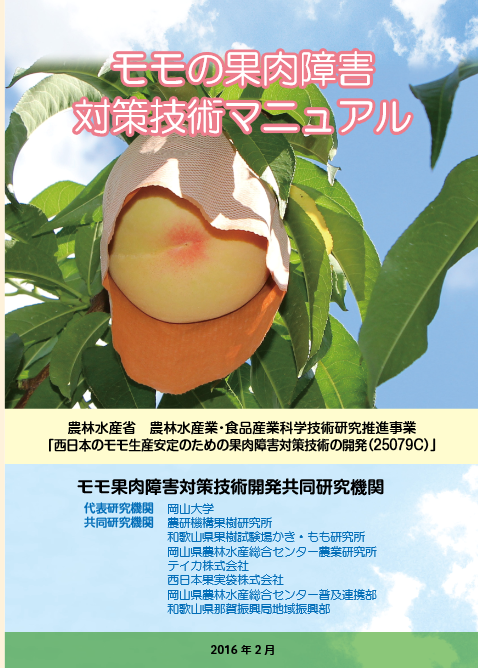 モモの果肉障害
対策技術マニュアル
農林水産省 農林水産業・食品産業科学技術研究推進事業
「西日本のモモ生産安定のための果肉障害対策技術の開発(25079C)」
モモ果肉障害対策技術開発共同研究機関
代表研究機関 岡山大学
共同研究機関 農研機構果樹研究所
和歌山県果樹試験場かき・もも研究所
岡山県農林水産総合センター農業研究所
テイカ株式会社
西日本果実袋株式会社
岡山県農林水産総合センター普及連携部
和歌山県那賀振興局地域振興部
2016年2月